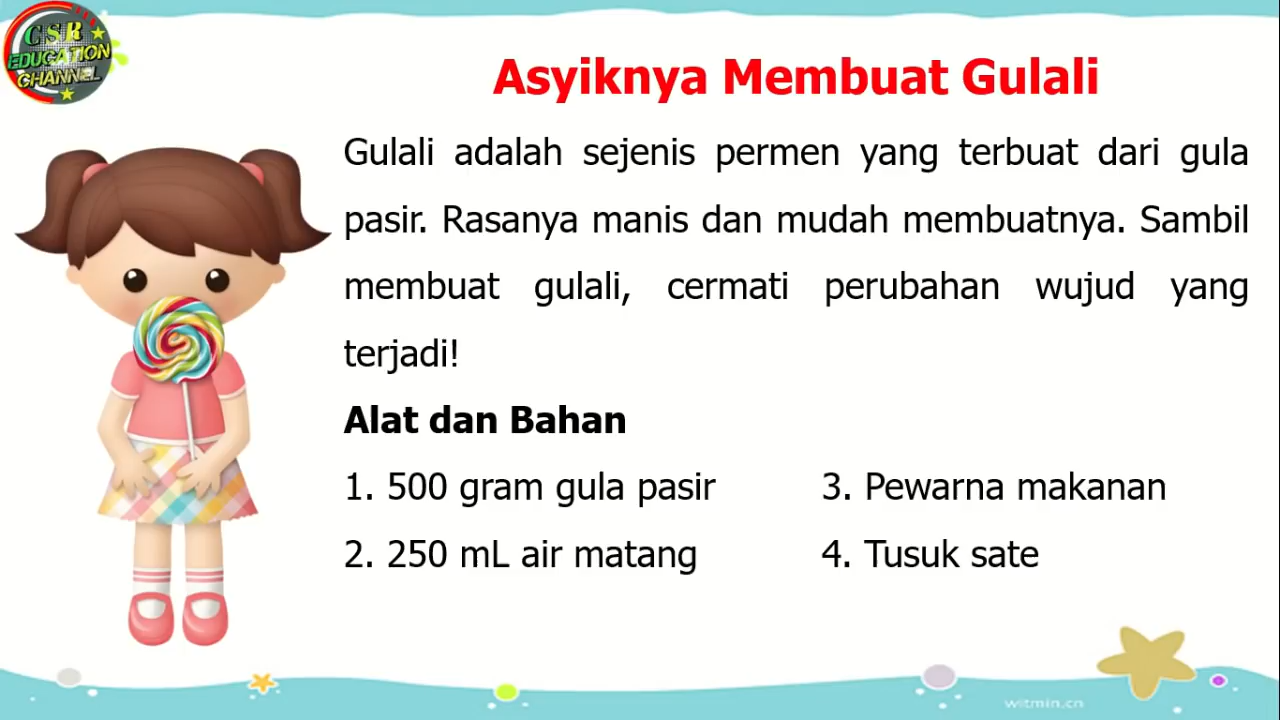 CSR
EDUCATION
CHANNEL
Asyiknya Membuat Gulali
Gulali adalah sejenis permen yang terbuat dari gula
pasir. Rasanya manis dan mudah membuatnya. Sambil
membuat gulali, cermati perubahan wujud yang
terjadi!
Alat dan Bahan
1. 500 gram gula pasir
2. 250 mL air matang
3. Pewarna makanan
4. Tusuk sate
witmin.cn